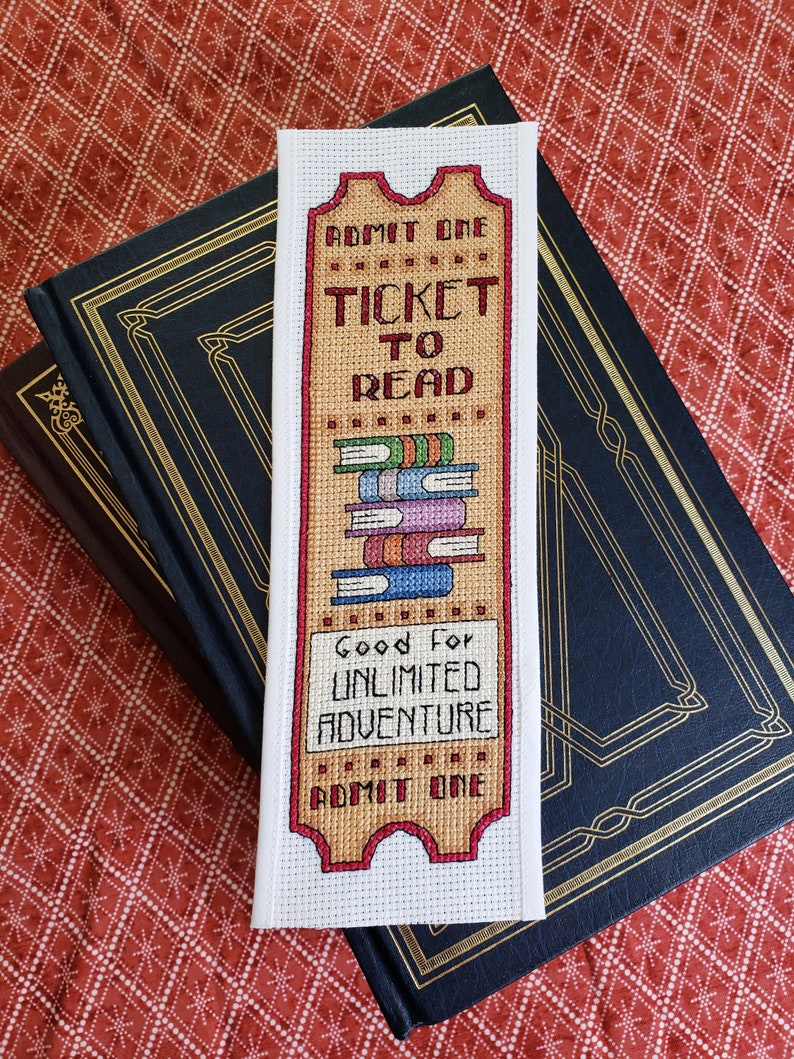 ADMIT ONE
TICKET
TO
READ
Good For
UNLIMITED
ADVENTURE
ADMIT ONE